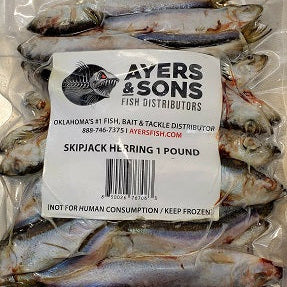 AYERS
& SONS
FISH DISTRIBUTORS
OKLAHOMA'S #1 FISH, BAIT & TACKLE DISTRIBUTOR
888-746-7375 | AYERSFISH.COM
SKIPJACK HERRING 1 POUND
(NOT FOR HUMAN CONSUMPTION / KEEP FROZEN)